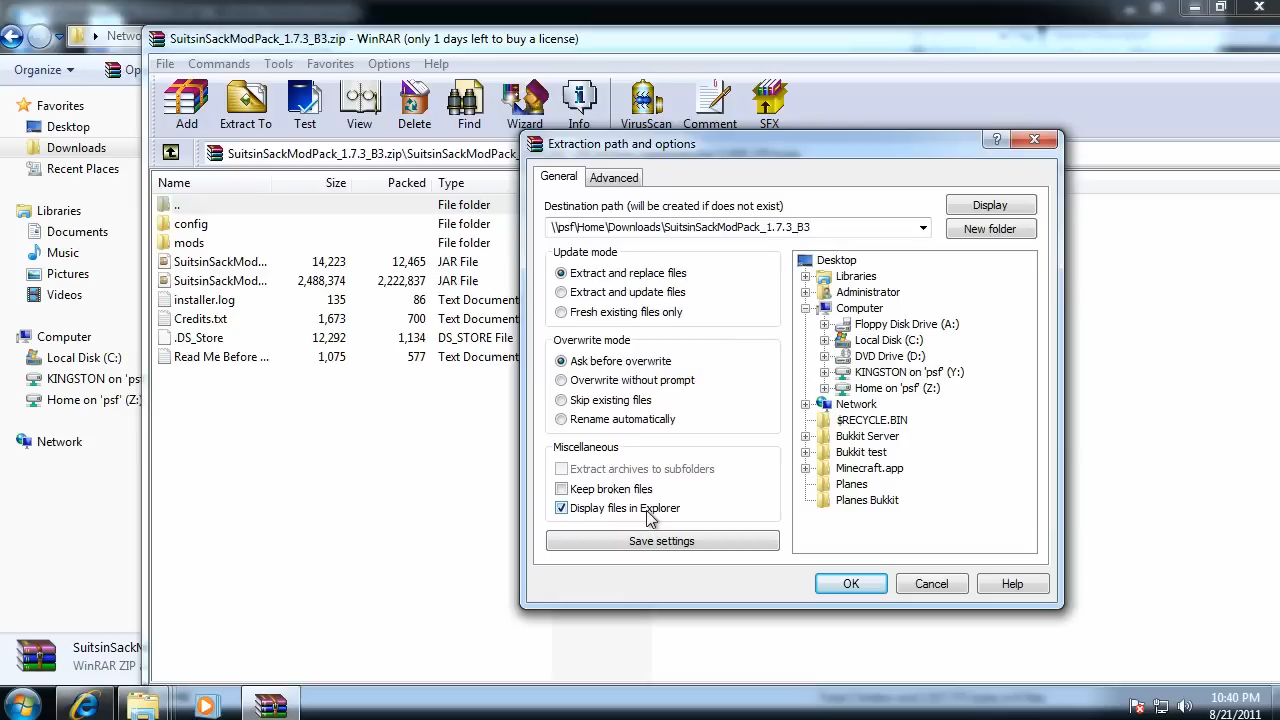 SuitsinSackModPack_1.7.3_B3.zip - WinRAR (only 1 days left to buy a license)
Netwo
File Commands Tools Favorites Options Help
Organize Op
Add Extract To Test View Delete Find Wizard Info VirusScan Comment SFX
SuitsinSackModPack_1.7.3_B3.zip\SuitsinSackModPack_
Name Size Packed Type
.. File folder
config File folder
mods File folder
SuitsinSackMod... 14,223 12,465 JAR File
SuitsinSackMod... 2,488,374 2,222,837 JAR File
installer.log 135 86 Text Document
Credits.txt 1,673 700 Text Document
.DS_Store 12,292 1,134 DS_STORE File
Read Me Before ... 1,075 577 Text Document
Favorites
Desktop
Downloads
Recent Places
Libraries
Documents
Music
Pictures
Videos
Computer
Local Disk (C:)
KINGSTON on 'psf
Home on 'psf' (Z:)
Network
SuitsinSackM
WinRAR ZIP a
Extraction path and options
General Advanced
Destination path (will be created if does not exist)
\\psf\Home\Downloads\SuitsinSackModPack_1.7.3_B3
Display
New folder
Update mode
Extract and replace files
Extract and update files
Fresh existing files only
Overwrite mode
Ask before overwrite
Overwrite without prompt
Skip existing files
Rename automatically
Miscellaneous
Extract archives to subfolders
Keep broken files
Display files in Explorer
Save settings
Desktop
Libraries
Administrator
Computer
Floppy Disk Drive (A:)
Local Disk (C:)
DVD Drive (D:)
KINGSTON on 'psf' (Y:)
Home on 'psf' (Z:)
Network
$RECYCLE.BIN
Bukkit Server
Bukkit test
Minecraft.app
Planes
Planes Bukkit
OK Cancel Help
10:40 PM
8/21/2011